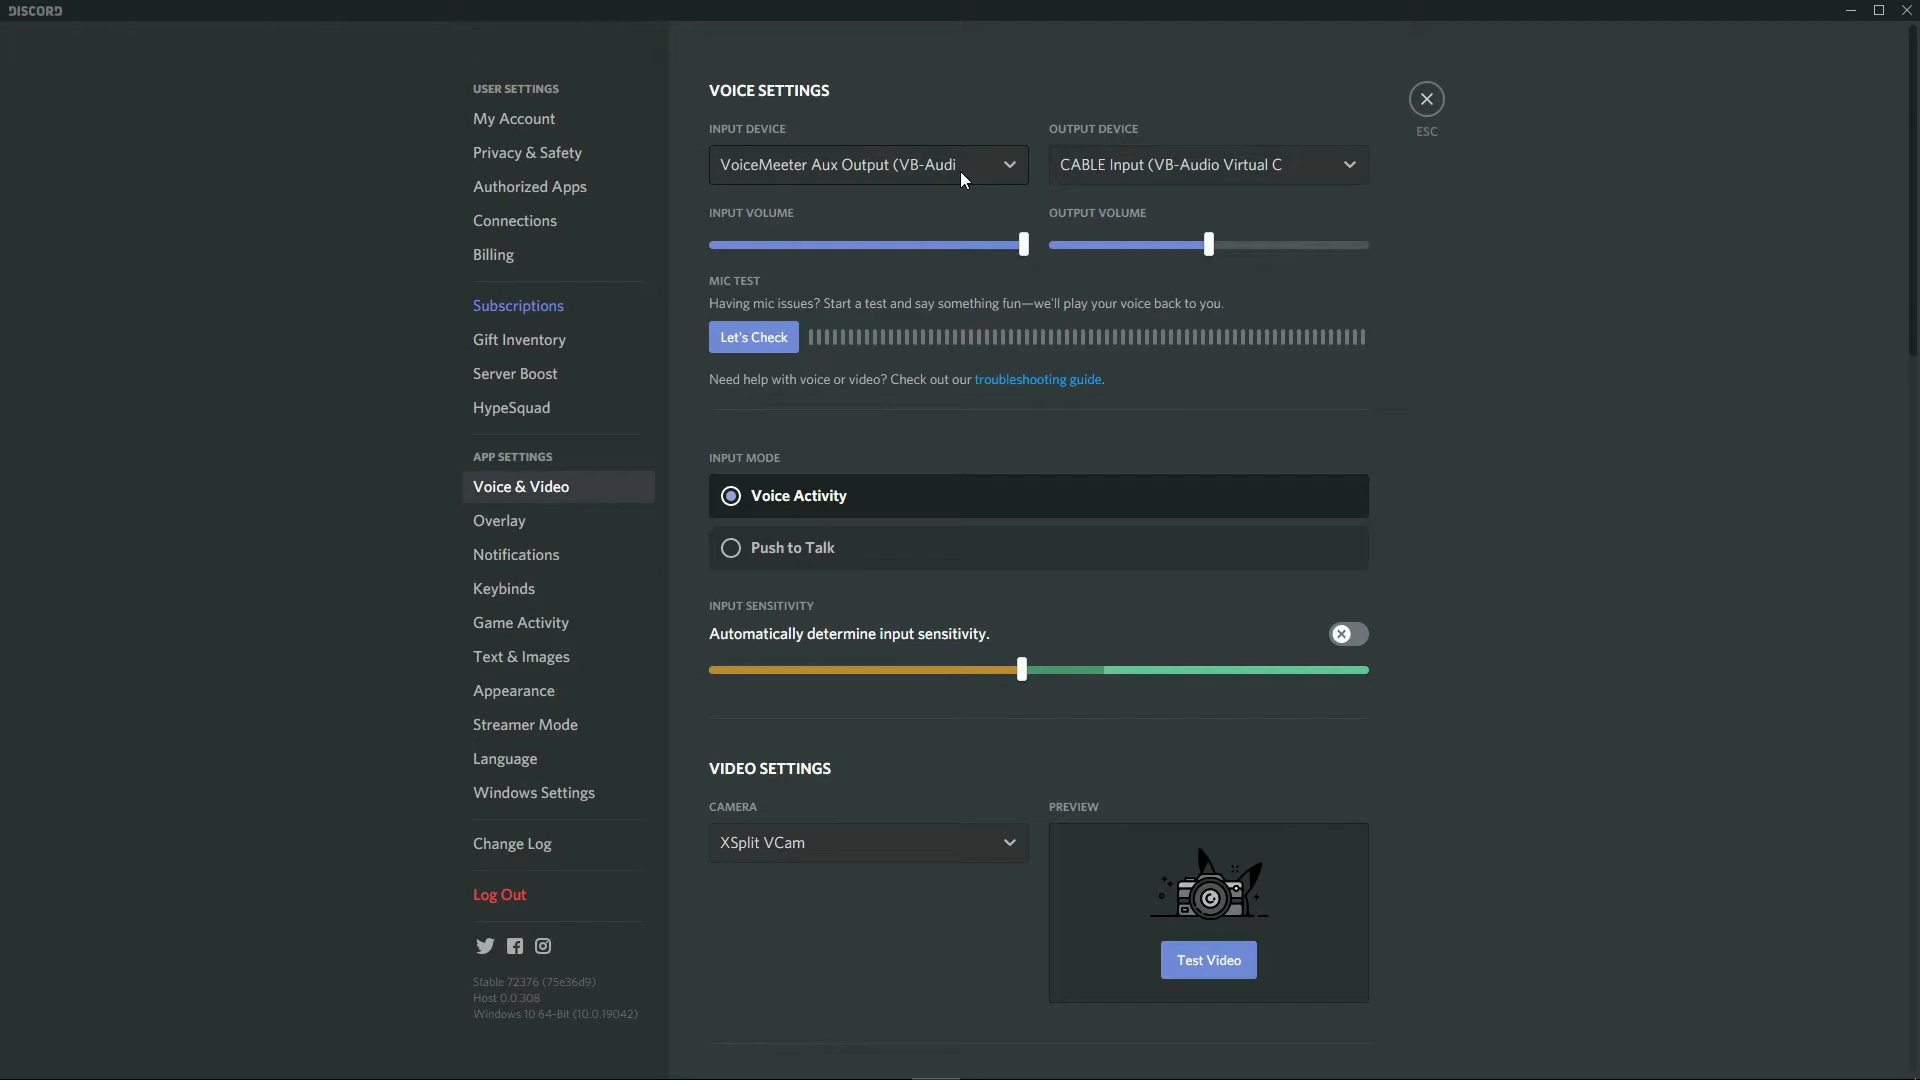 DISCORD
USER SETTINGS
My Account
Privacy & Safety
Authorized Apps
Connections
Billing
Subscriptions
Gift Inventory
Server Boost
HypeSquad
APP SETTINGS
Voice & Video
Overlay
Notifications
Keybinds
Game Activity
Text & Images
Appearance
Streamer Mode
Language
Windows Settings
Change Log
Log Out
Stable 72376 (75e36d9)
Host 0.0.308
Windows 10 64-Bit (10.0.19042)
VOICE SETTINGS
INPUT DEVICE
VoiceMeeter Aux Output (VB-Audi
OUTPUT DEVICE
CABLE Input (VB-Audio Virtual C
INPUT VOLUME
OUTPUT VOLUME
MIC TEST
Having mic issues? Start a test and say something fun—we'll play your voice back to you.
Let's Check
Need help with voice or video? Check out our troubleshooting guide.
INPUT MODE
Voice Activity
Push to Talk
INPUT SENSITIVITY
Automatically determine input sensitivity.
VIDEO SETTINGS
CAMERA
XSplit VCam
PREVIEW
Test Video
ESC